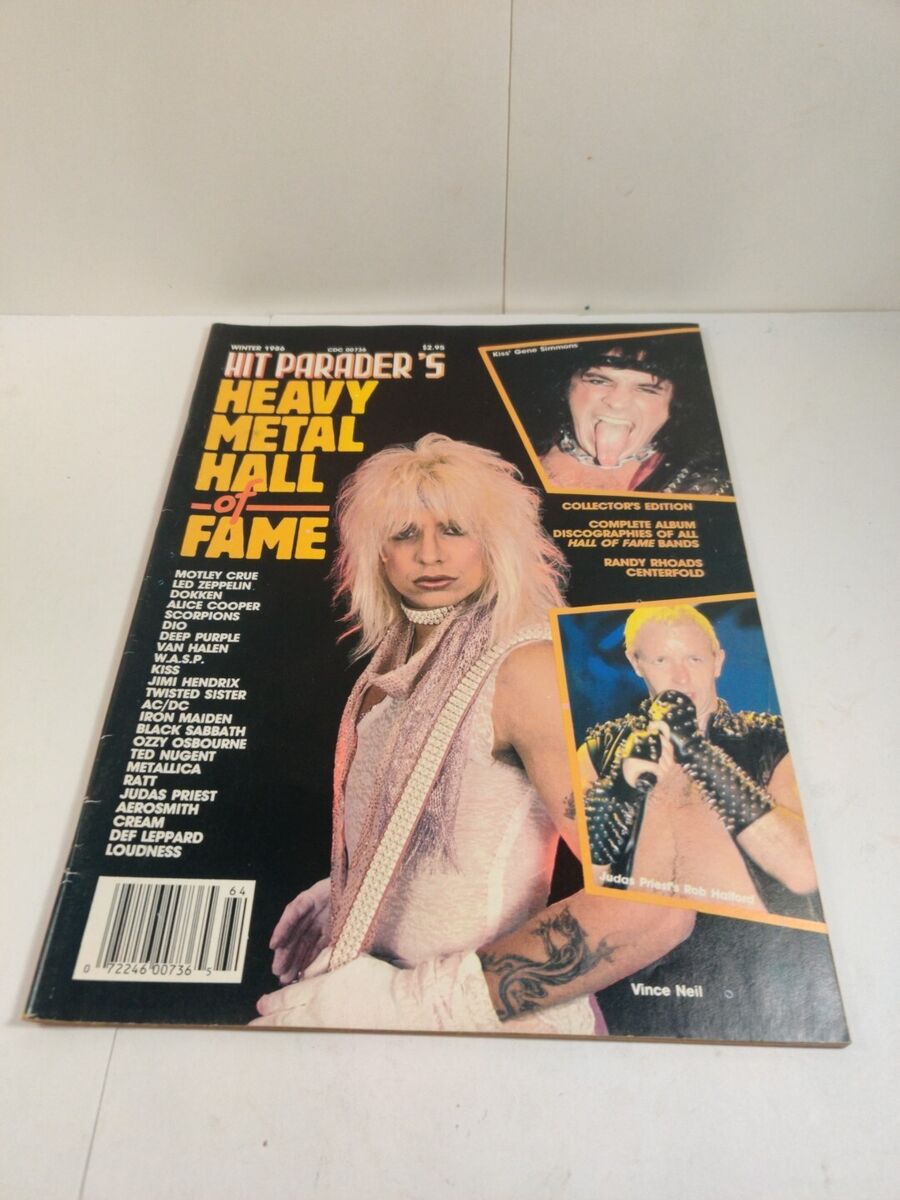 WINTER 1986 CDC 00736 $2.95
HIT PARADER'S
HEAVY
METAL
HALL
of
FAME
MOTLEY CRUE
LED ZEPPELIN
DOKKEN
ALICE COOPER
SCORPIONS
DIO
DEEP PURPLE
VAN HALEN
W.A.S.P.
KISS
JIMI HENDRIX
TWISTED SISTER
AC/DC
IRON MAIDEN
BLACK SABBATH
OZZY OSBOURNE
TED NUGENT
METALLICA
RATT
JUDAS PRIEST
AEROSMITH
CREAM
DEF LEPPARD
LOUDNESS
64
0 72246 00736 5
Kiss' Gene Simmons
COLLECTOR'S EDITION
COMPLETE ALBUM
DISCOGRAPHIES OF ALL
HALL OF FAME BANDS
RANDY RHOADS
CENTERFOLD
Judas Priest's Rob Halford
Vince Neil